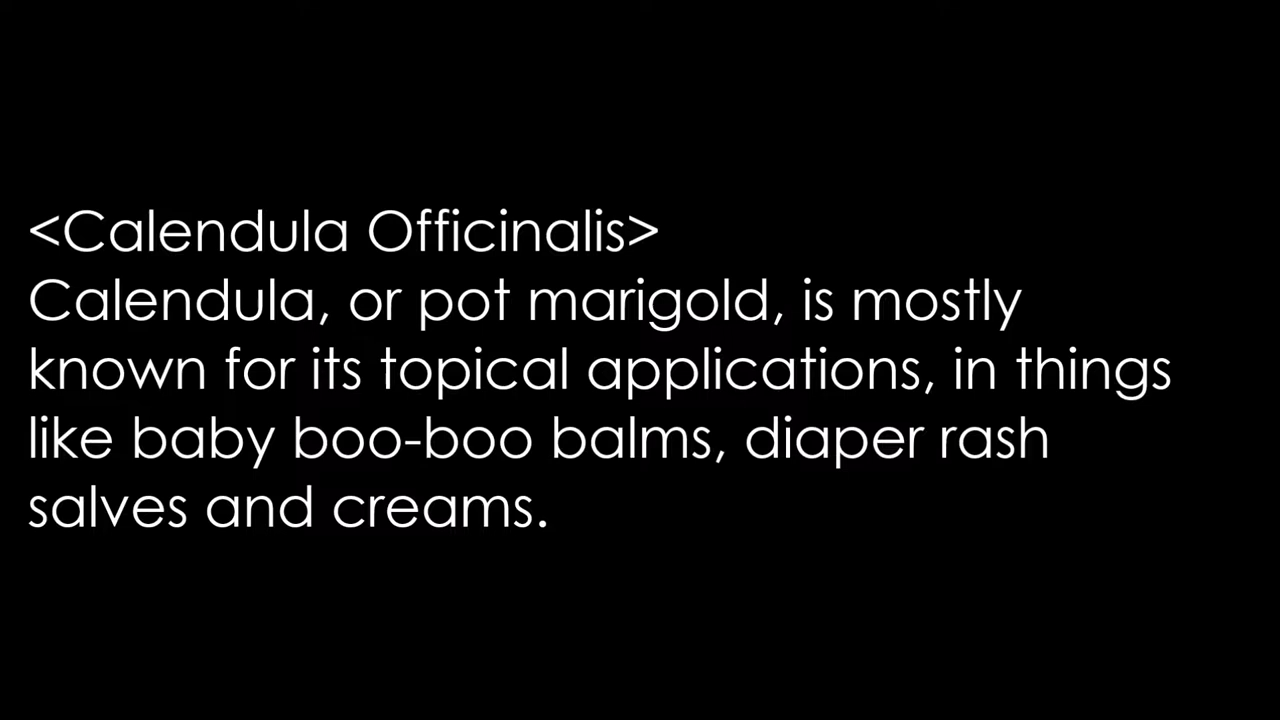 <Calendula Officinalis>
Calendula, or pot marigold, is mostly
known for its topical applications, in things
like baby boo-boo balms, diaper rash
salves and creams.